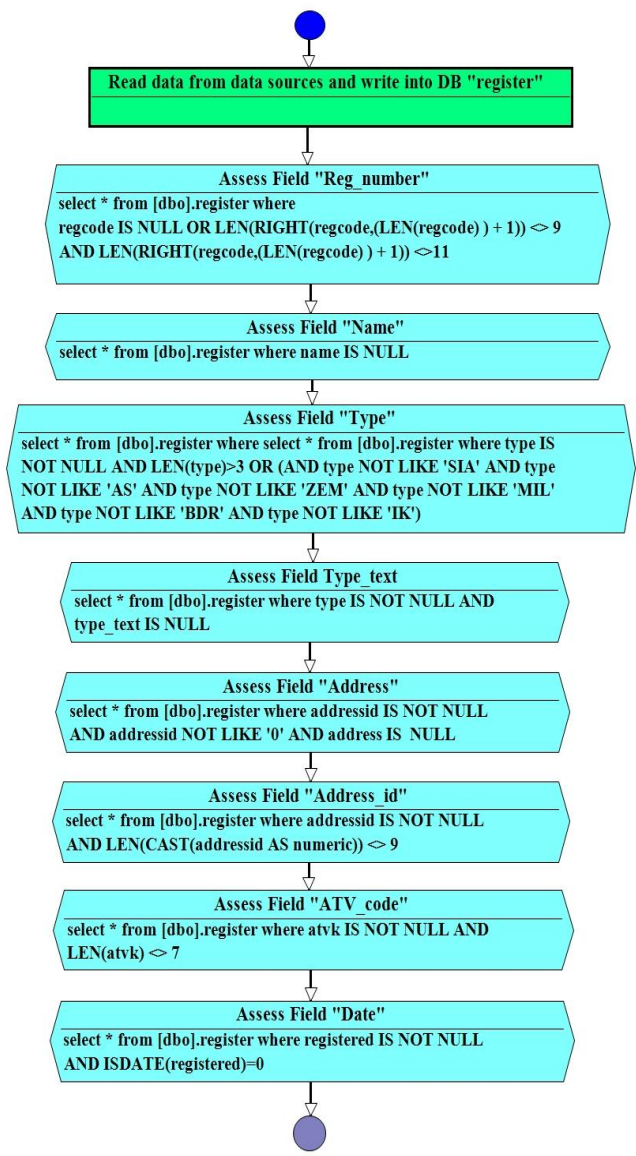 Read data from data sources and write into DB "register"
Assess Field "Reg_number"
select * from [dbo].register where
regcode IS NULL OR LEN(RIGHT(regcode,(LEN(regcode) ) + 1)) <> 9
AND LEN(RIGHT(regcode,(LEN(regcode) ) + 1)) <>11
Assess Field "Name"
select * from [dbo].register where name IS NULL
Assess Field "Type"
select * from [dbo].register where select * from [dbo].register where type IS
NOT NULL AND LEN(type)>3 OR (AND type NOT LIKE 'SIA' AND type
NOT LIKE 'AS' AND type NOT LIKE 'ZEM' AND type NOT LIKE 'MIL'
AND type NOT LIKE 'BDR' AND type NOT LIKE 'IK')
Assess Field Type_text
select * from [dbo].register where type IS NOT NULL AND
type_text IS NULL
Assess Field "Address"
select * from [dbo].register where addressid IS NOT NULL
AND addressid NOT LIKE '0' AND address IS NULL
Assess Field "Address_id"
select * from [dbo].register where addressid IS NOT NULL
AND LEN(CAST(addressid AS numeric)) <> 9
Assess Field "ATV_code"
select * from [dbo].register where atvk IS NOT NULL AND
LEN(atvk) <> 7
Assess Field "Date"
select * from [dbo].register where registered IS NOT NULL
AND ISDATE(registered)=0